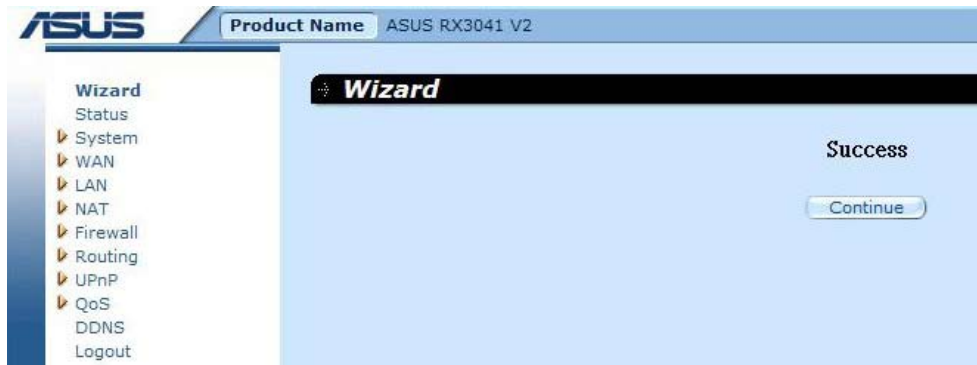 ASUS
Product Name ASUS RX3041 V2
Wizard
Status
System
WAN
LAN
NAT
Firewall
Routing
UPnP
QoS
DDNS
Logout
Wizard
Success
Continue